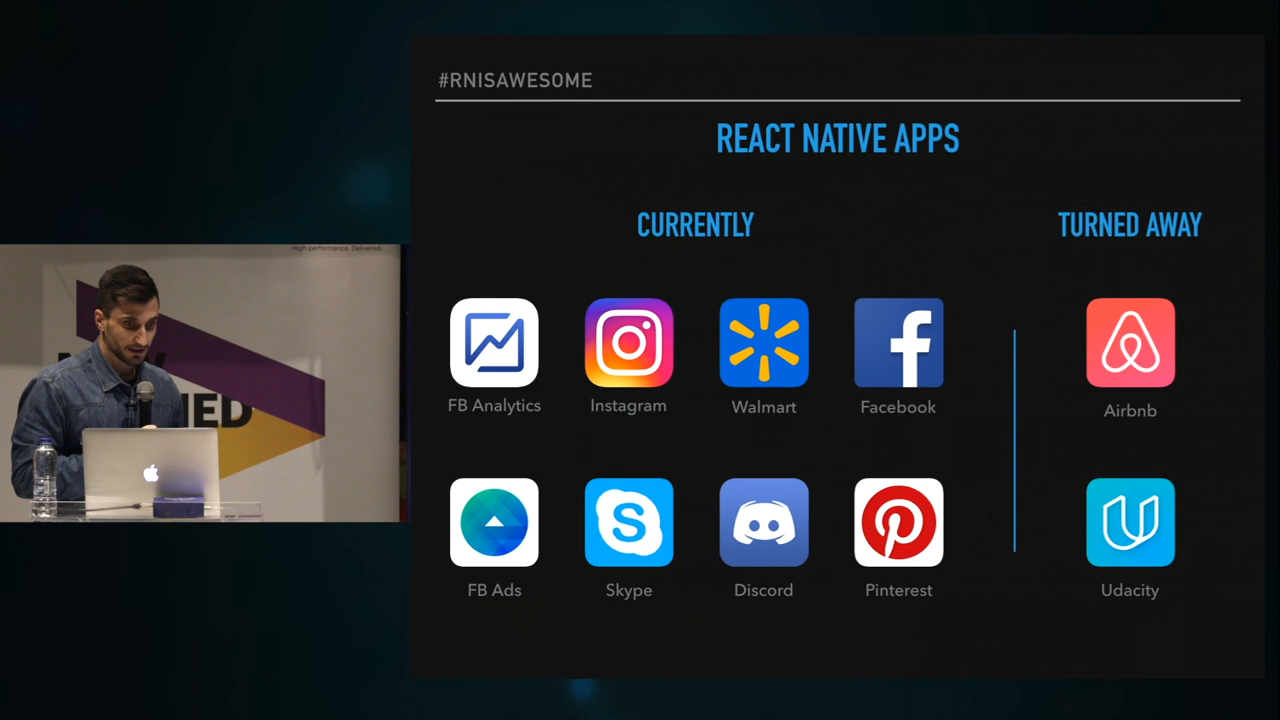 #RNISAWESOME
REACT NATIVE APPS
CURRENTLY
TURNED AWAY
FB Analytics
Instagram
Walmart
Facebook
Airbnb
FB Ads
Skype
Discord
Pinterest
Udacity
High performance. Delivered.